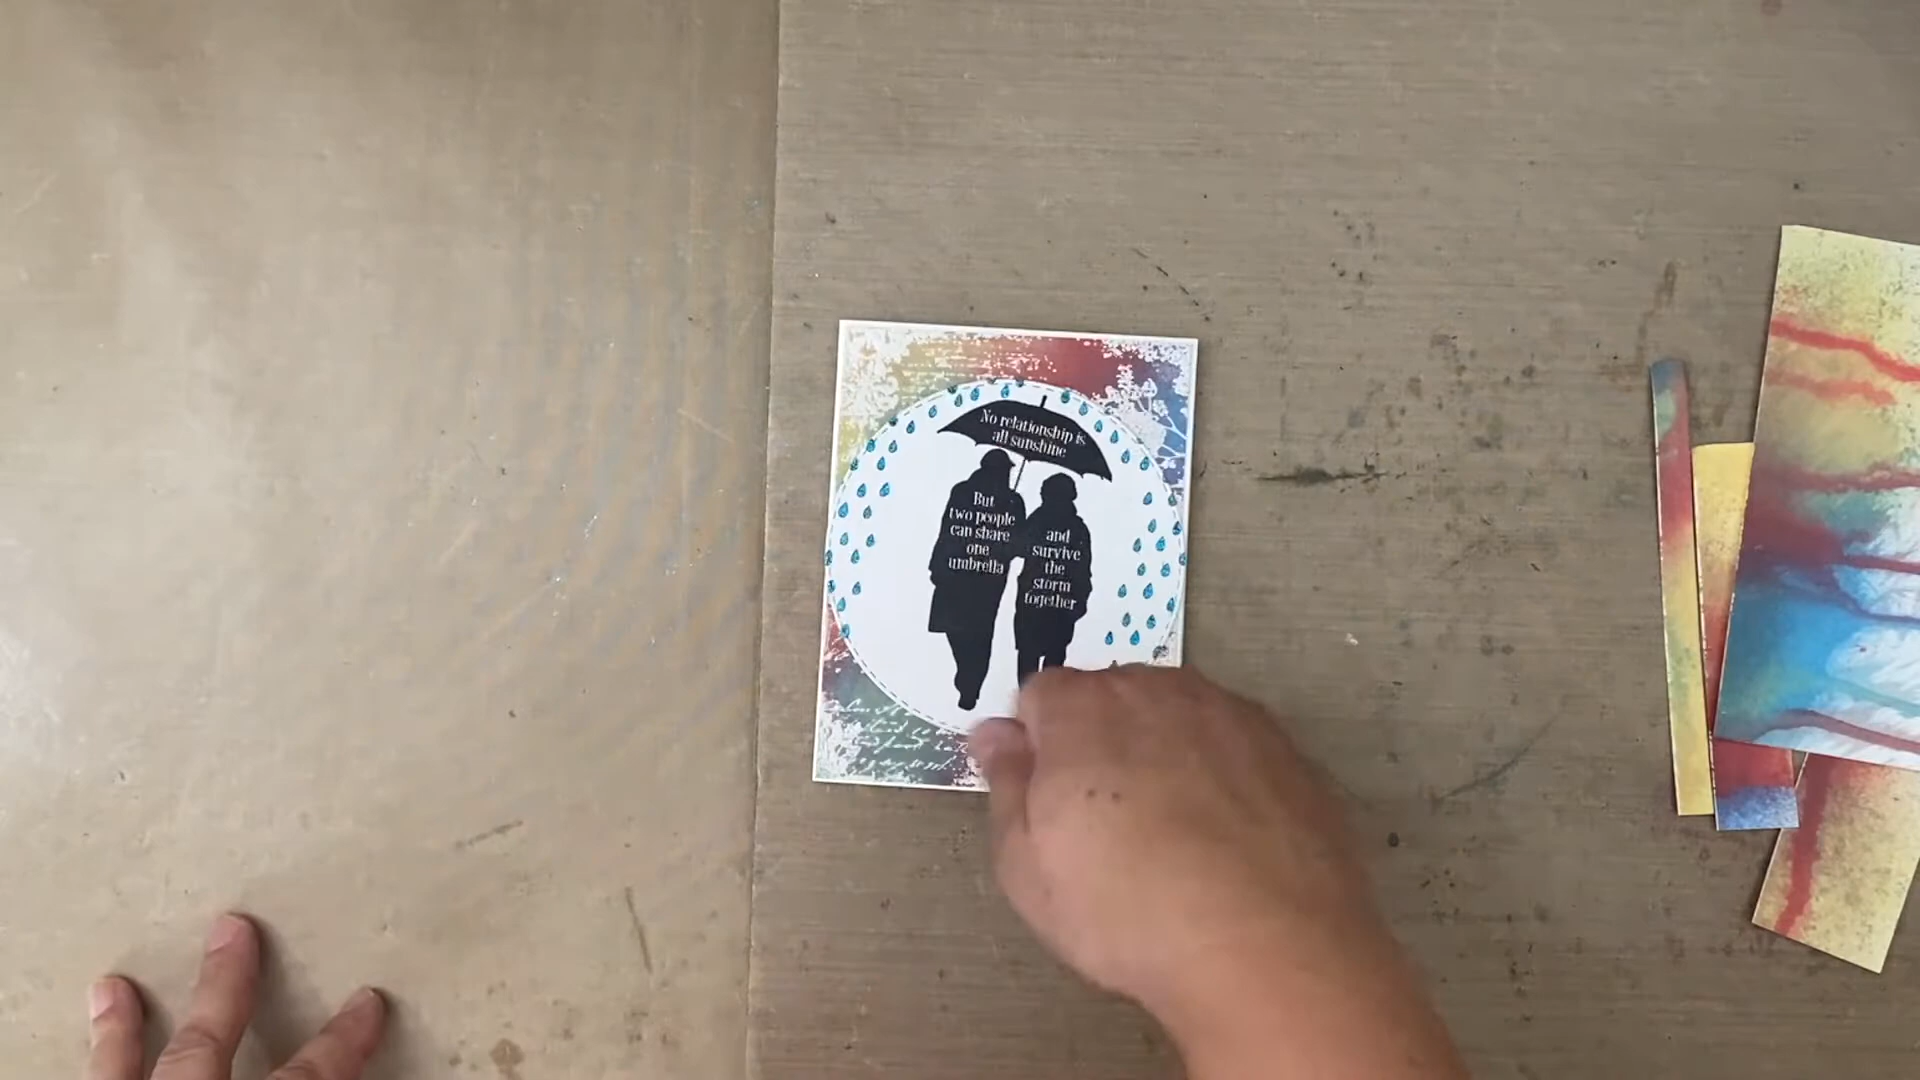 No relationship is
all sunshine
But
two people
can share
one
umbrella
and
survive
the
storm
together